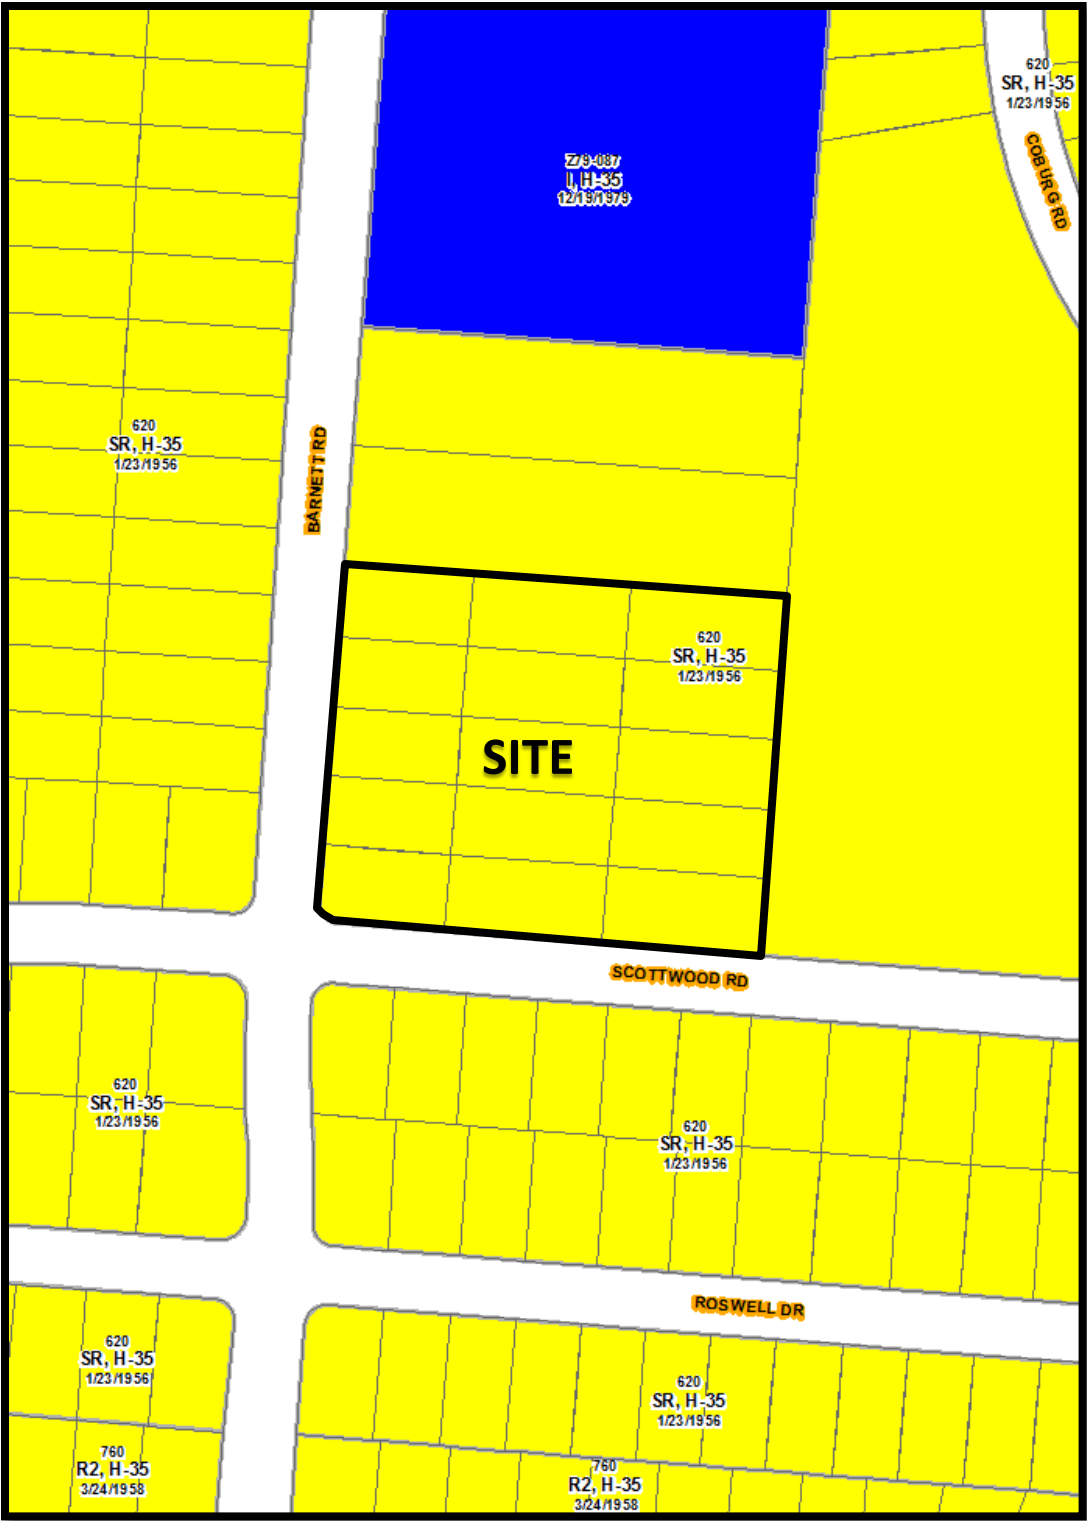 620
SR, H-35
1/23/1956
COBURG RD
Z79-087
I, H-35
12/19/1979
620
SR, H-35
1/23/1956
BARNETT RD
620
SR, H-35
1/23/1956
SITE
SCOTTWOOD RD
620
SR, H-35
1/23/1956
620
SR, H-35
1/23/1956
ROSWELL DR
620
SR, H-35
1/23/1956
620
SR, H-35
1/23/1956
760
R2, H-35
3/24/1958
760
R2, H-35
3/24/1958